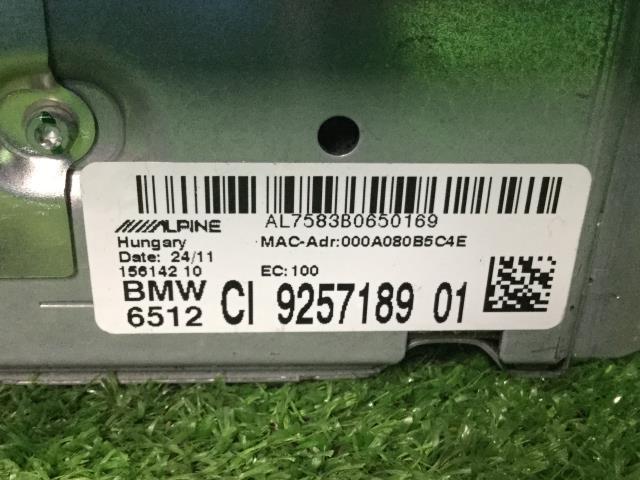 AL7583B0650169
ALPINE
Hungary MAC-Adr:000A080B5C4E
Date: 24/11
156142 10 EC:100
BMW
6512 CI 9257189 01